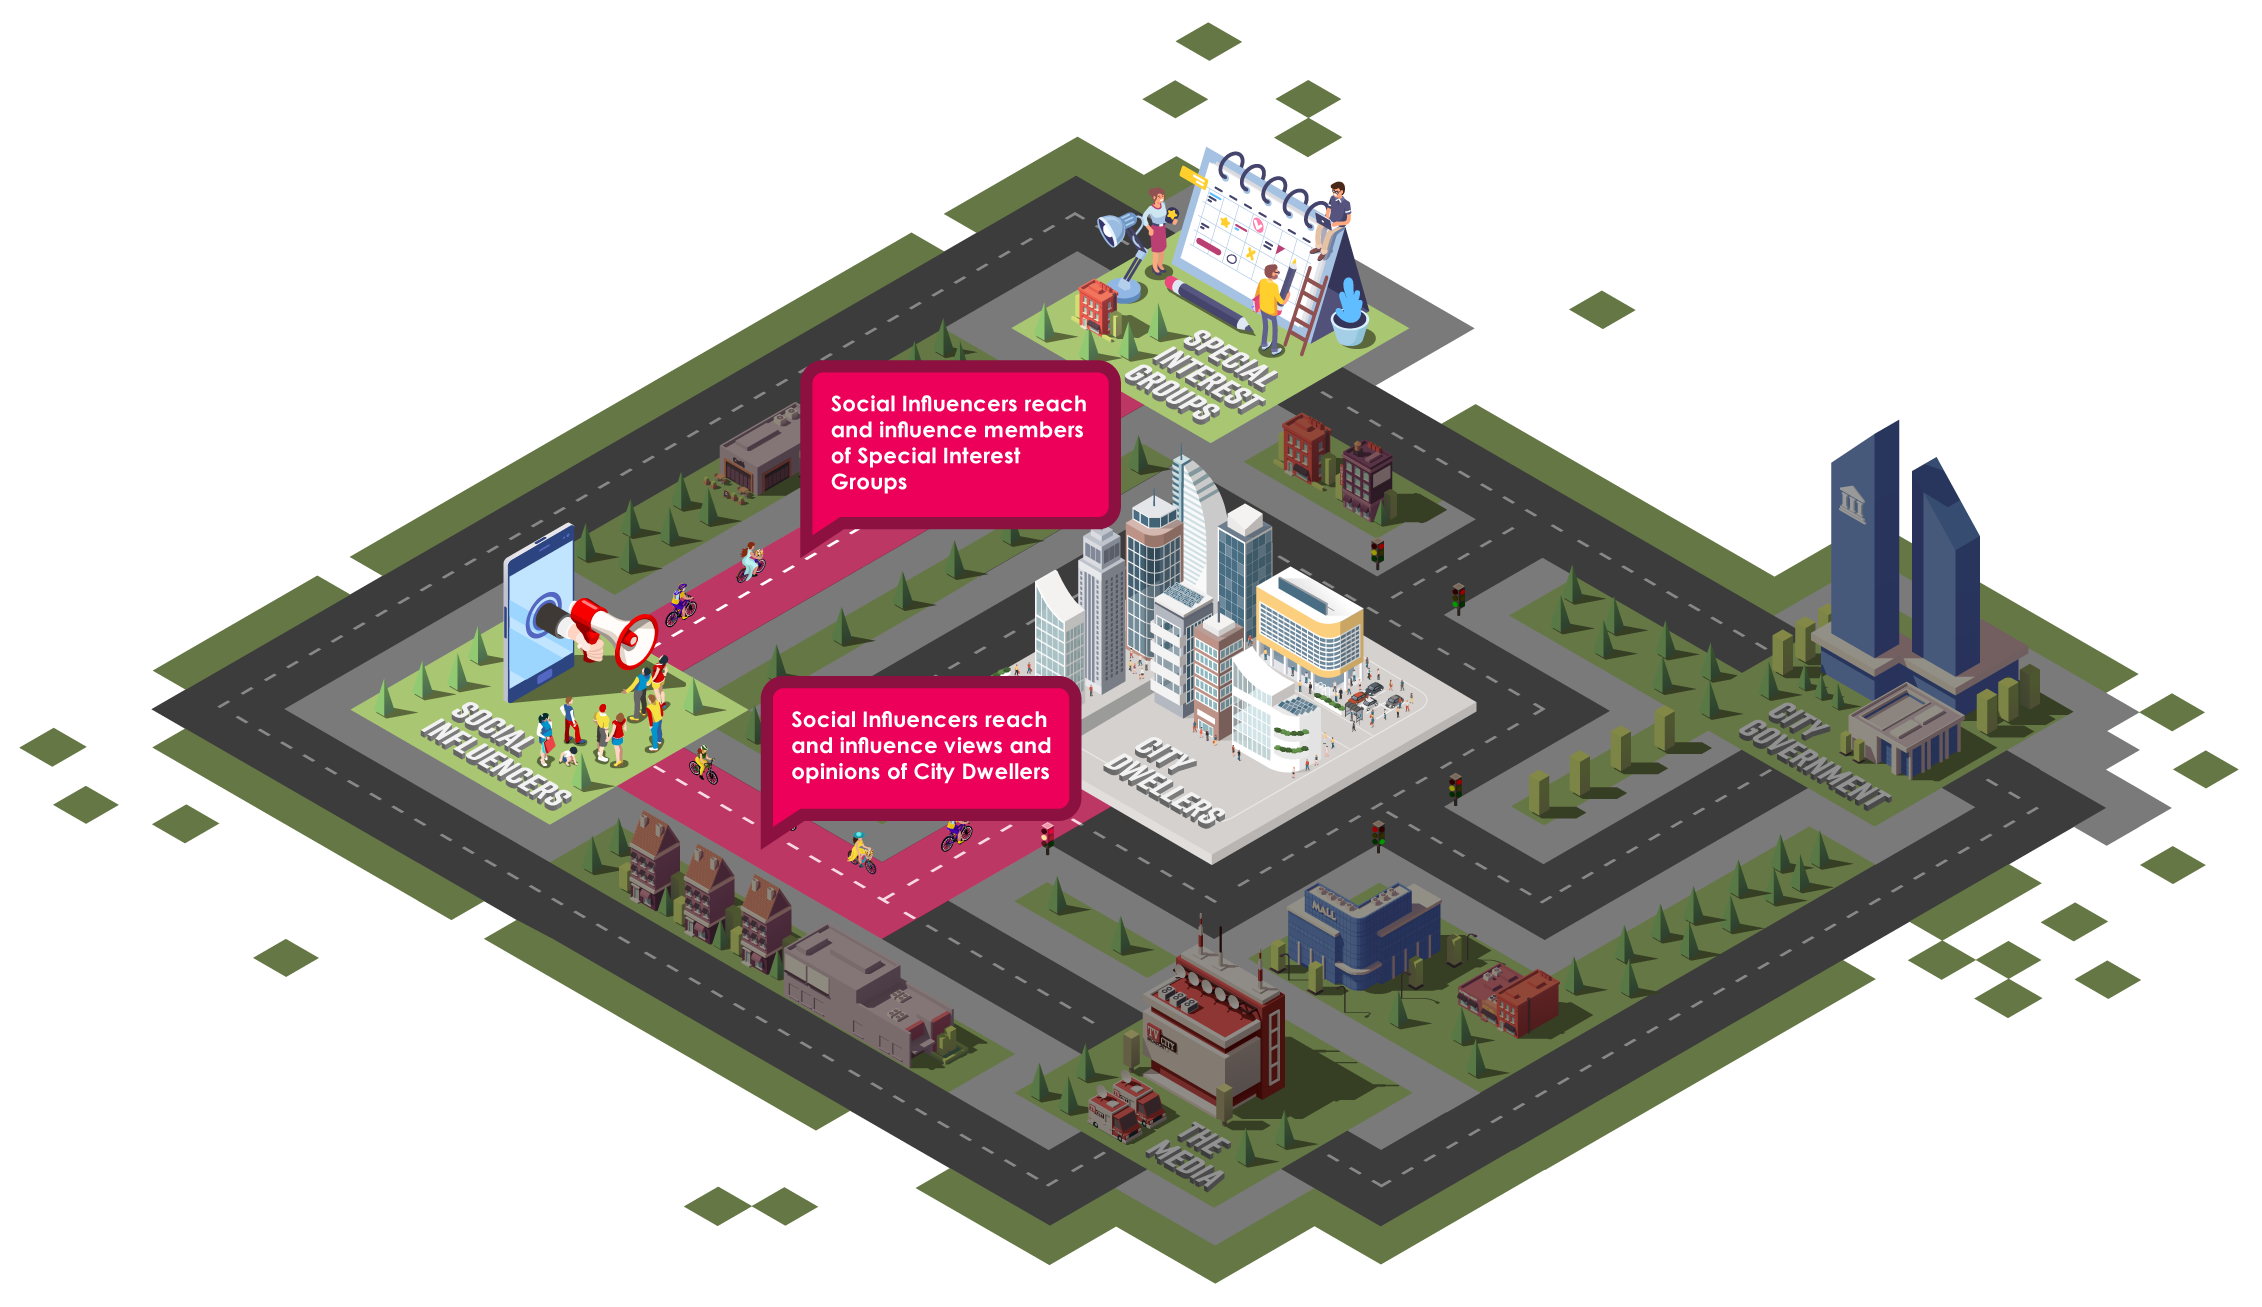 SPECIAL
INTEREST
GROUPS
Social Influencers reach
and influence members
of Special Interest
Groups
SOCIAL
INFLUENCERS
Social Influencers reach
and influence views and
opinions of City Dwellers
CITY
DWELLERS
CITY
GOVERNMENT
MALL
TV CITY
THE
MEDIA